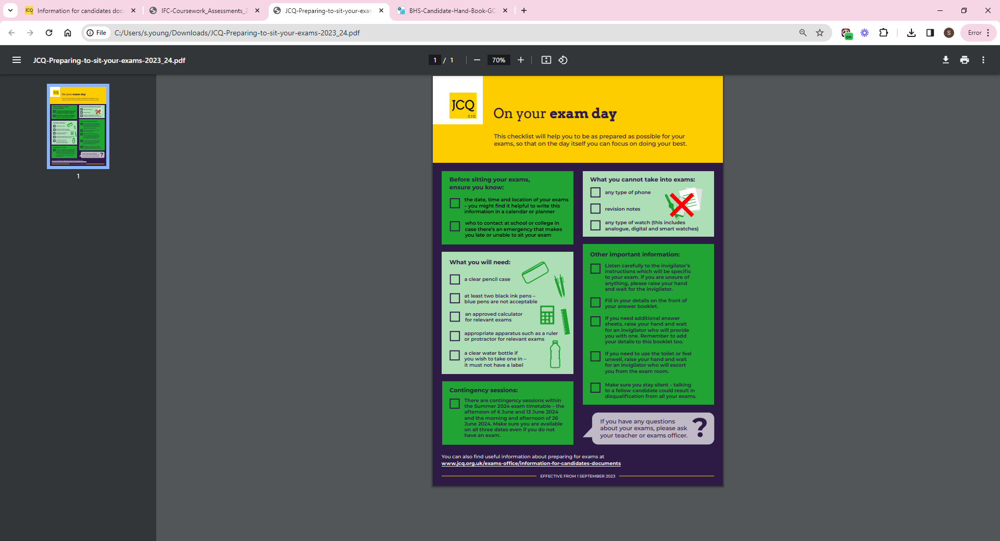 Information for candidates docu
IFC-Coursework_Assessments_2
JCQ-Preparing-to-sit-your-exam
BHS-Candidate-Hand-Book-GC
File
C:/Users/s.young/Downloads/JCQ-Preparing-to-sit-your-exams-2023_24.pdf
on
S
Error
JCQ-Preparing-to-sit-your-exams-2023_24.pdf
1 / 1
70%
1
JCQ
CIC
On your exam day
This checklist will help you to be as prepared as possible for your
exams, so that on the day itself you can focus on doing your best.
Before sitting your exams,
ensure you know:
the date, time and location of your exams
– you might find it helpful to write this
information in a calendar or planner
who to contact at school or college in
case there's an emergency that makes
you late or unable to sit your exam
What you will need:
a clear pencil case
at least two black ink pens –
blue pens are not acceptable
an approved calculator
for relevant exams
appropriate apparatus such as a ruler
or protractor for relevant exams
a clear water bottle if
you wish to take one in –
it must not have a label
Contingency sessions:
There are contingency sessions within
the Summer 2024 exam timetable – the
afternoon of 6 June and 13 June 2024
and the morning and afternoon of 26
June 2024. Make sure you are available
on all three dates even if you do not
have an exam.
What you cannot take into exams:
any type of phone
revision notes
any type of watch (this includes
analogue, digital and smart watches)
Other important information:
Listen carefully to the invigilator's
instructions which will be specific
to your exam. If you are unsure of
anything, please raise your hand
and wait for the invigilator.
Fill in your details on the front of
your answer booklet.
If you need additional answer
sheets, raise your hand and wait
for an invigilator who will provide
you with one. Remember to add
your details to this booklet too.
If you need to use the toilet or feel
unwell, raise your hand and wait
for an invigilator who will escort
you from the exam room.
Make sure you stay silent – talking
to a fellow candidate could result in
disqualification from all your exams.
If you have any questions
about your exams, please ask
your teacher or exams officer.
?
You can also find useful information about preparing for exams at
www.jcq.org.uk/exams-office/information-for-candidates-documents
EFFECTIVE FROM 1 SEPTEMBER 2023